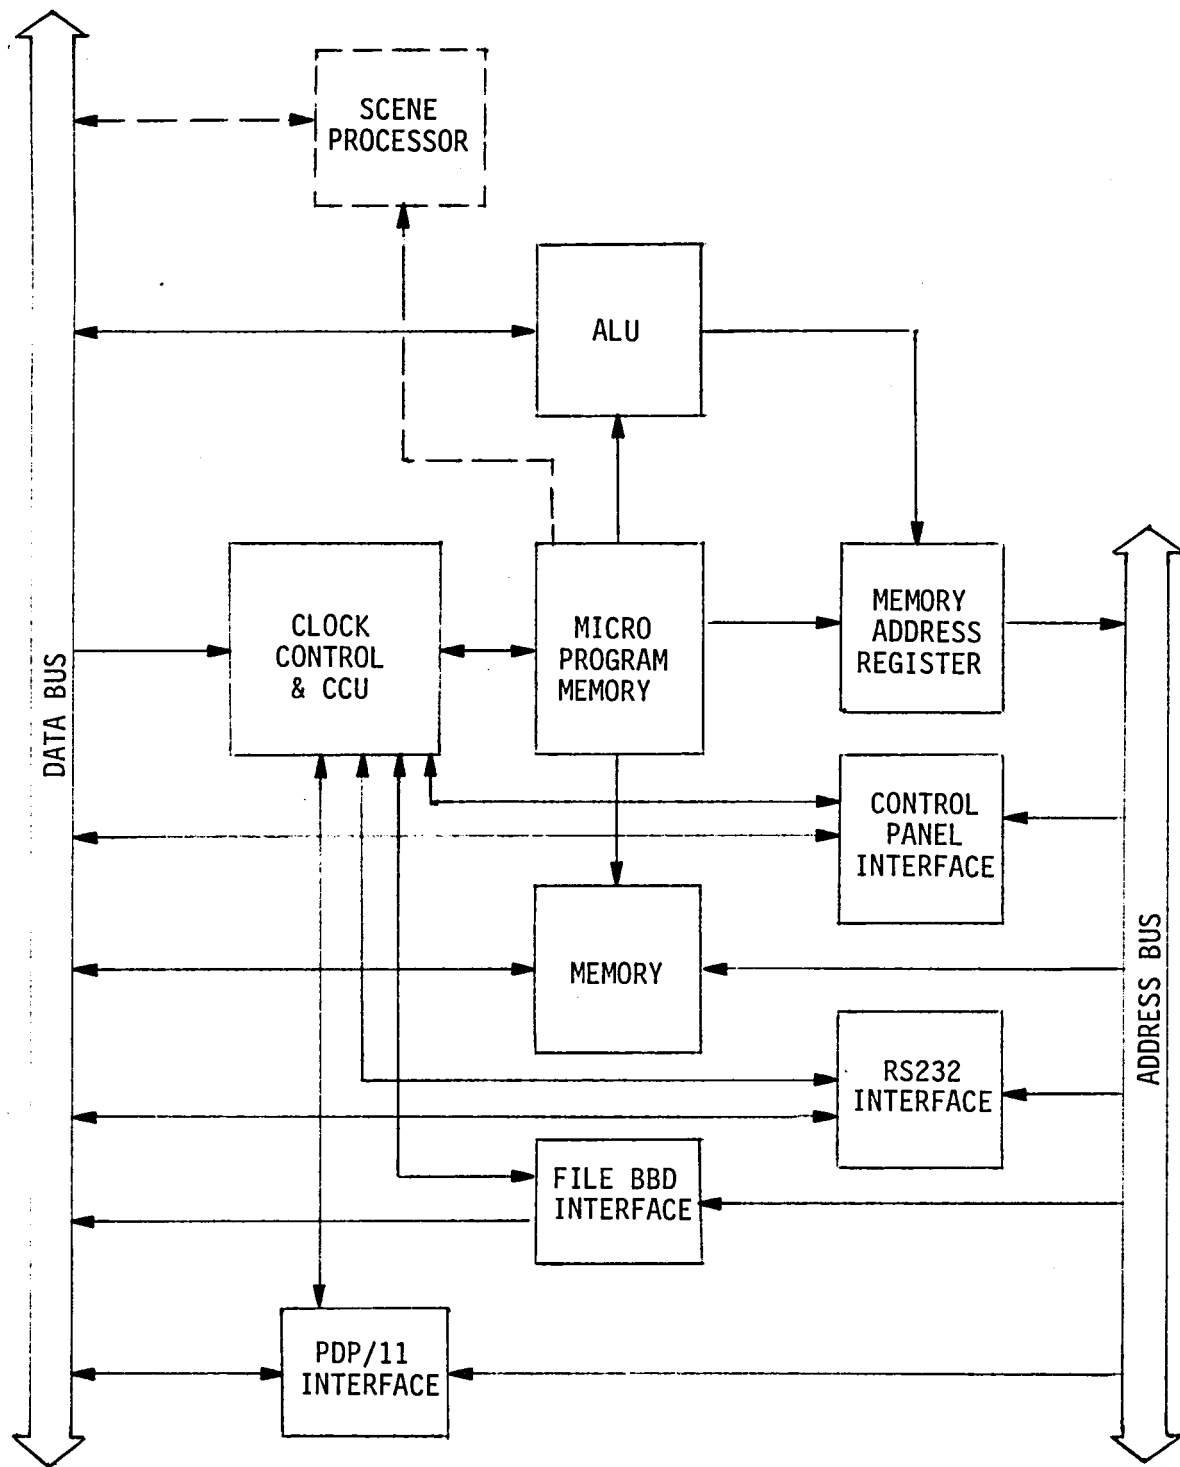 SCENE
PROCESSOR
ALU
CLOCK
CONTROL
& CCU
MICRO
PROGRAM
MEMORY
MEMORY
ADDRESS
REGISTER
DATA BUS
CONTROL
PANEL
INTERFACE
MEMORY
ADDRESS BUS
RS232
INTERFACE
FILE BBD
INTERFACE
PDP/11
INTERFACE